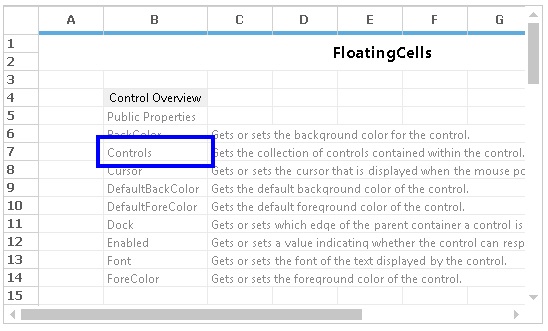 A B C D E F G
1
2 FloatingCells
3
4 Control Overview
5 Public Properties
6 BackColor Gets or sets the background color for the control.
7 Controls Gets the collection of controls contained within the control.
8 Cursor Gets or sets the cursor that is displayed when the mouse po
9 DefaultBackColor Gets the default background color of the control.
10 DefaultForeColor Gets the default foreground color of the control.
11 Dock Gets or sets which edge of the parent container a control is
12 Enabled Gets or sets a value indicating whether the control can resp
13 Font Gets or sets the font of the text displayed by the control.
14 ForeColor Gets or sets the foreground color of the control.
15